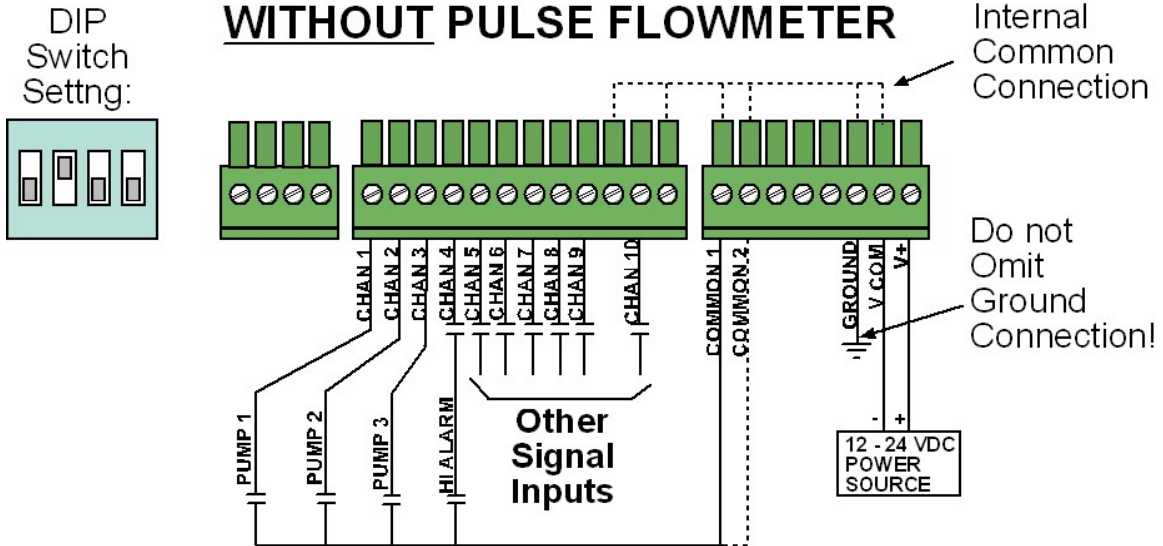 DIP
Switch
Settng:
WITHOUT PULSE FLOWMETER
Internal
Common
Connection
CHAN 1
CHAN 2
CHAN 3
CHAN 4
CHAN 5
CHAN 6
CHAN 7
CHAN 8
CHAN 9
CHAN 10
COMMON 1
COMMON 2
GROUND
V COM
V+
Do not
Omit
Ground
Connection!
PUMP 1
PUMP 2
PUMP 3
HI ALARM
Other
Signal
Inputs
- +
12 - 24 VDC
POWER
SOURCE